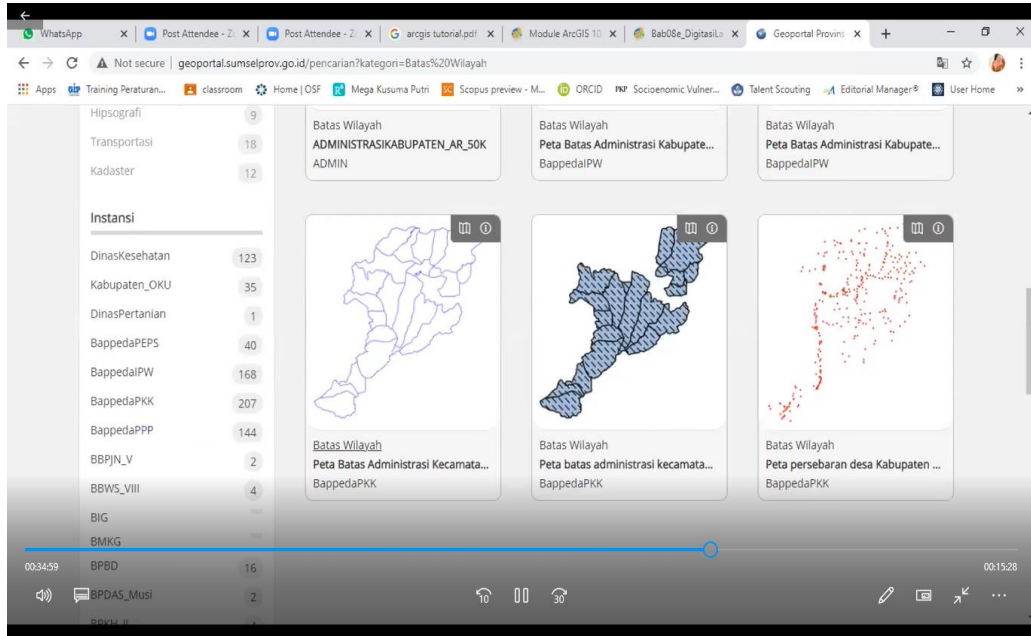 WhatsApp
Post Attendee - Z
Post Attendee - Z
arcgis tutorial.pdf
Module ArcGIS 10
Bab08e_DigitasiLa
Geoportal Provins
Not secure | geoportal.sumselprov.go.id/pencarian?kategori=Batas%20Wilayah
Apps
Training Peraturan...
classroom
Home | OSF
Mega Kusuma Putri
Scopus preview - M...
ORCID
PKP Socioenomic Vulner...
Talent Scouting
Editorial Manager®
User Home
Hipsografi 9
Transportasi 18
Kadaster 12
Instansi
DinasKesehatan 123
Kabupaten_OKU 35
DinasPertanian 1
BappedaPEPS 40
BappedaIPW 168
BappedaPKK 207
BappedaPPP 144
BBPJN_V 2
BBWS_VIII 4
BIG
BMKG
BPBD 16
BPDAS_Musi 2
BPKH_II
Batas Wilayah
ADMINISTRASIKABUPATEN_AR_50K
ADMIN
Batas Wilayah
Peta Batas Administrasi Kabupate...
BappedaIPW
Batas Wilayah
Peta Batas Administrasi Kabupate...
BappedaIPW
Batas Wilayah
Peta Batas Administrasi Kecamata...
BappedaPKK
Batas Wilayah
Peta batas administrasi kecamata...
BappedaPKK
Batas Wilayah
Peta persebaran desa Kabupaten ...
BappedaPKK
00:34:59
00:15:28
10
30